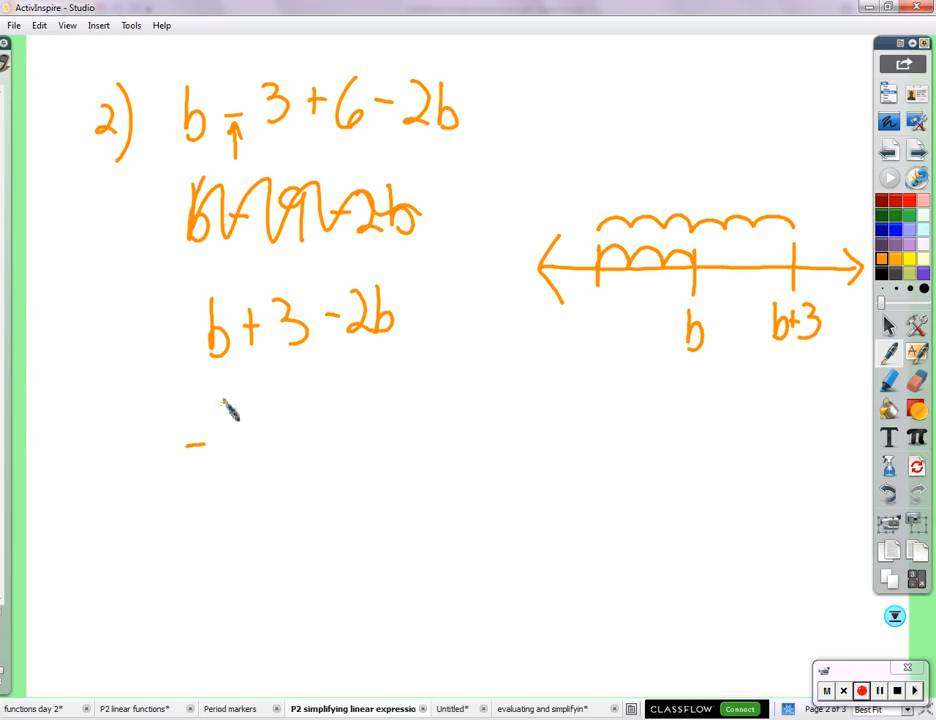 ActivInspire - Studio
File Edit View Insert Tools Help
2) b - 3 + 6 - 2b
b - 9 - 2b
b + 3 - 2b
-
b b+3
functions day 2* P2 linear functions* Period markers P2 simplifying linear expressio Untitled* evaluating and simplifyin* CLASSFLOW Connect Page 2 of 3 Best Fit
M